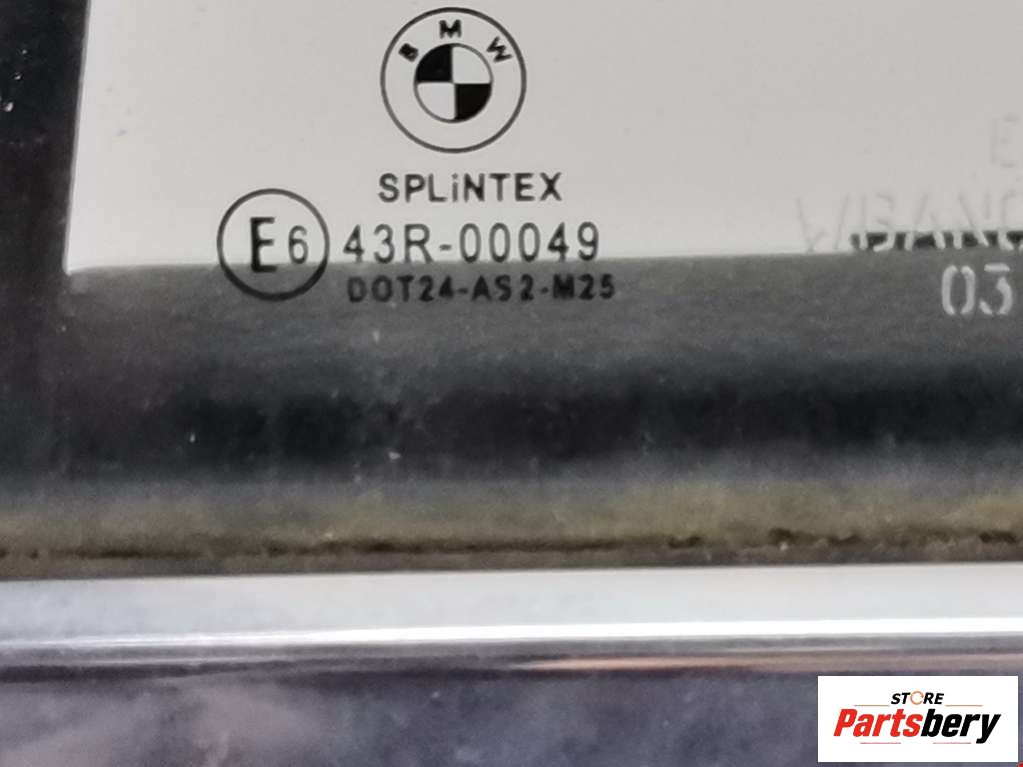 BMW
SPLiNTEX
E6 43R-00049
DOT24-AS2-M25
03
STORE
Partsbery